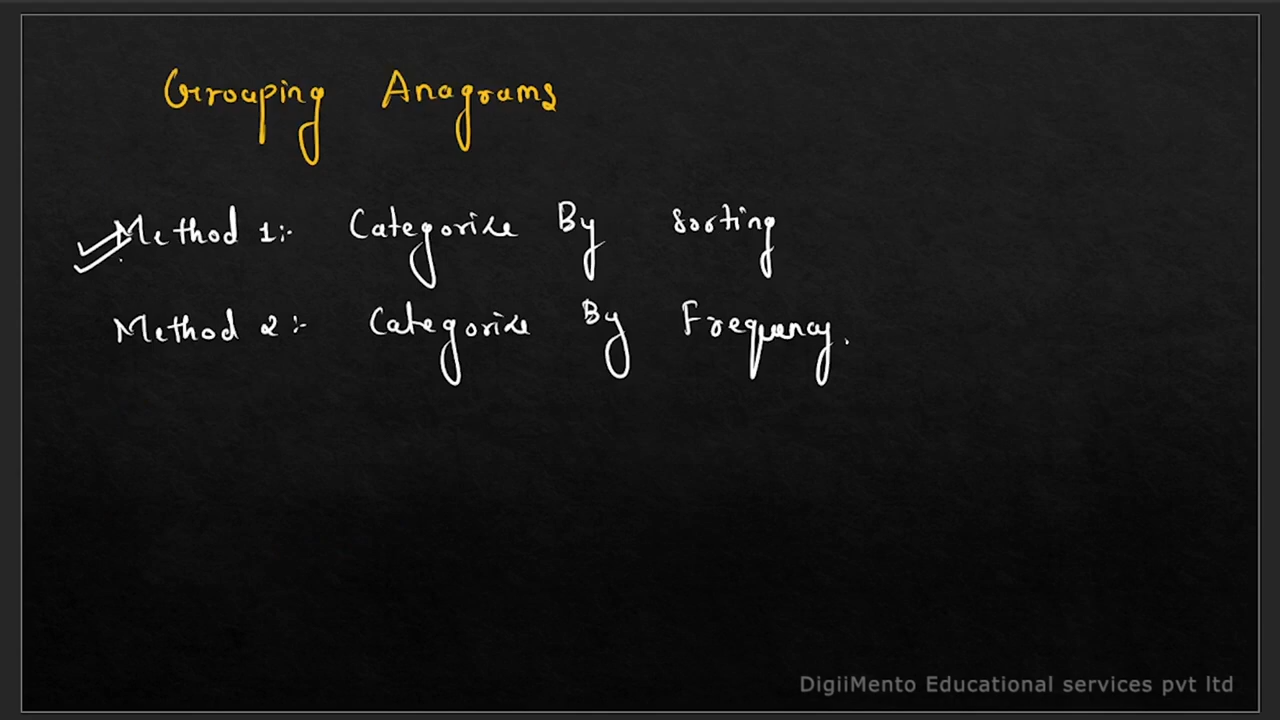 Grouping Anagrams
Method 1:- Categorize By Sorting
Method 2:- Categorize By Frequency.
DigiiMento Educational services pvt ltd